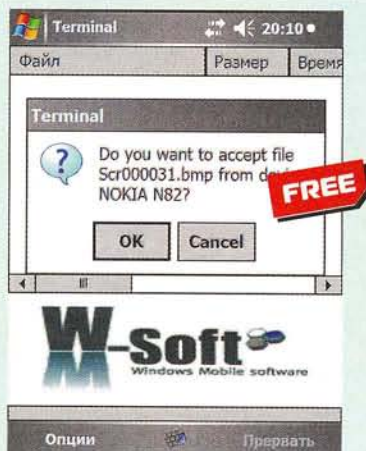 Terminal 20:10
Файл Размер Время
Terminal
Do you want to accept file
Scr000031.bmp from
NOKIA N82?
FREE
OK Cancel
W-Soft
Windows Mobile software
Опции Прервать